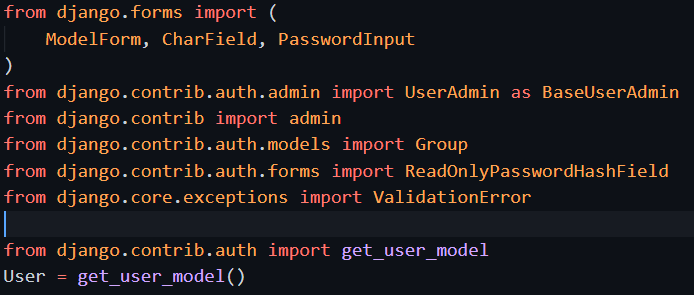 from django.forms import (
    ModelForm, CharField, PasswordInput
)
from django.contrib.auth.admin import UserAdmin as BaseUserAdmin
from django.contrib import admin
from django.contrib.auth.models import Group
from django.contrib.auth.forms import ReadOnlyPasswordHashField
from django.core.exceptions import ValidationError
from django.contrib.auth import get_user_model
User = get_user_model()